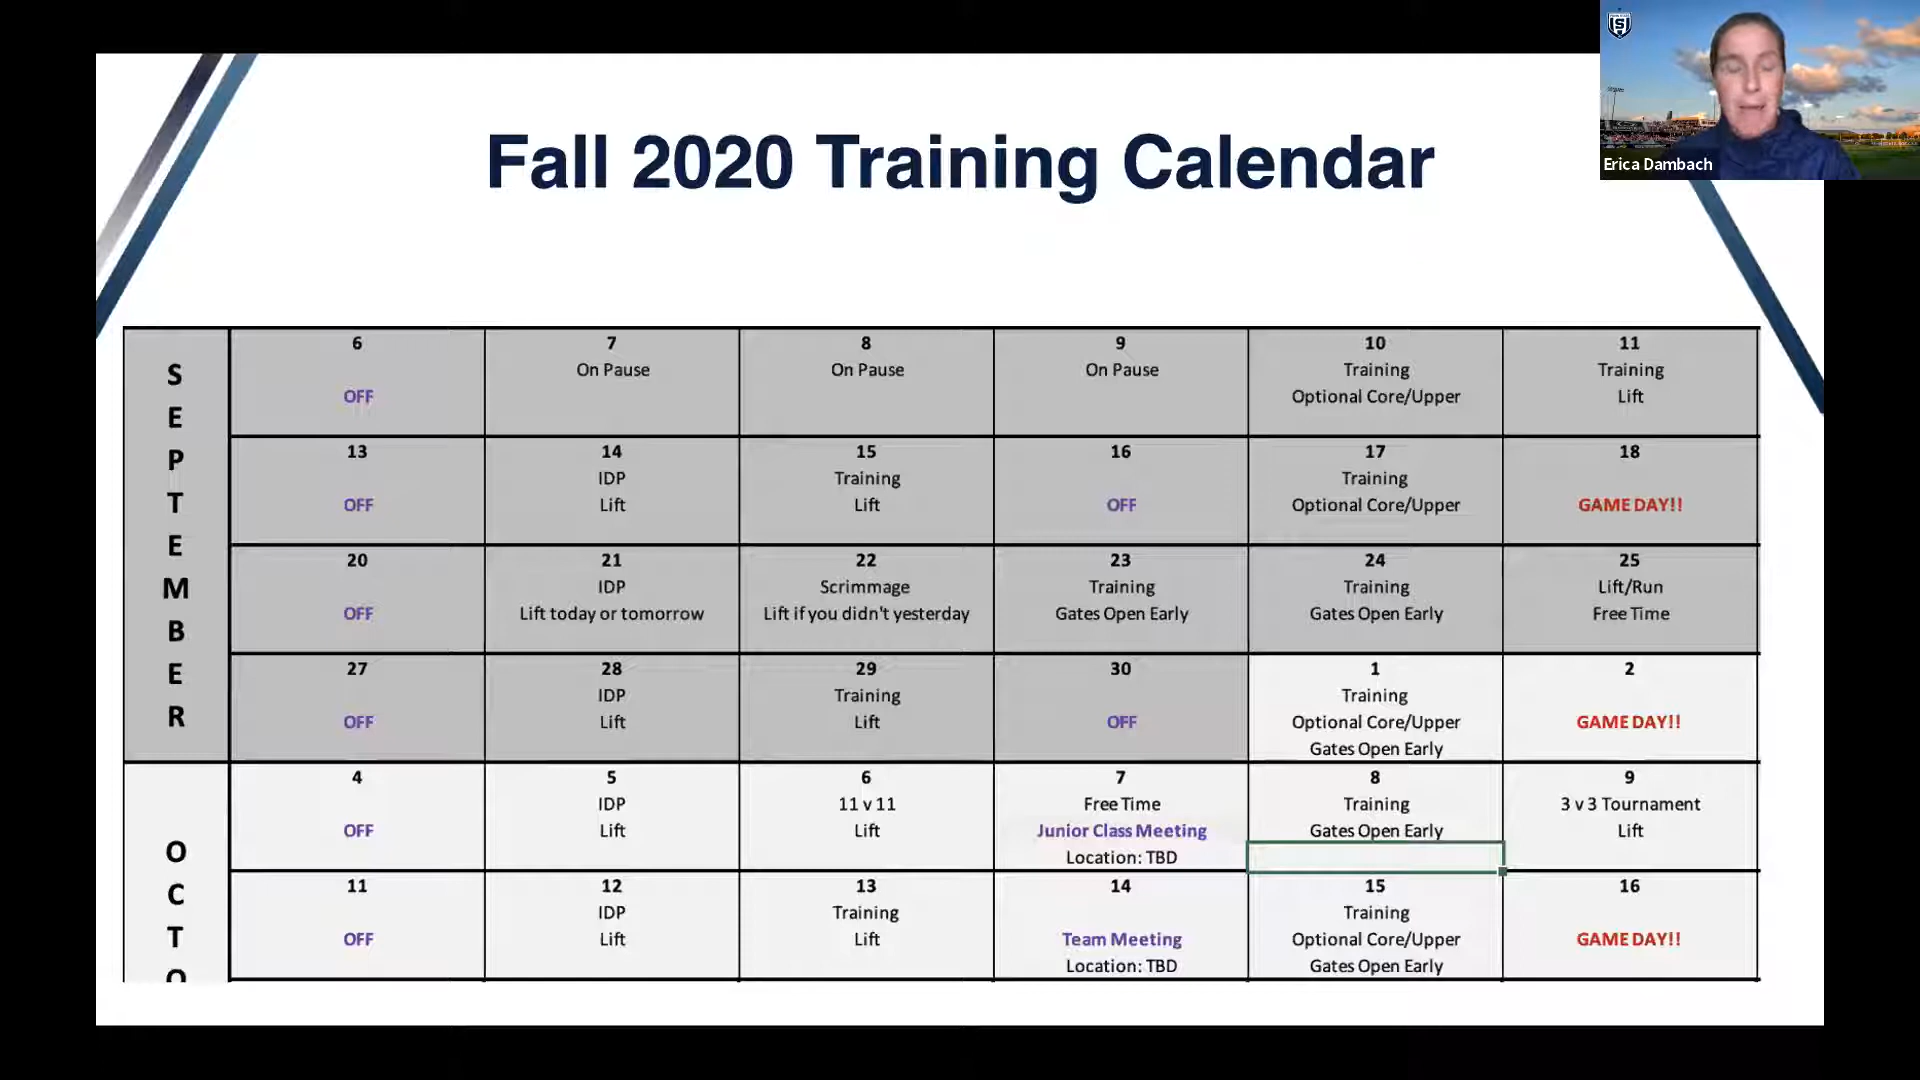 S
Erica Dambach
Fall 2020 Training Calendar
SEPTEMBER
6
OFF
7
On Pause
8
On Pause
9
On Pause
10
Training
Optional Core/Upper
11
Training
Lift
13
OFF
14
IDP
Lift
15
Training
Lift
16
OFF
17
Training
Optional Core/Upper
18
GAME DAY!!
20
OFF
21
IDP
Lift today or tomorrow
22
Scrimmage
Lift if you didn't yesterday
23
Training
Gates Open Early
24
Training
Gates Open Early
25
Lift/Run
Free Time
27
OFF
28
IDP
Lift
29
Training
Lift
30
OFF
1
Training
Optional Core/Upper
Gates Open Early
2
GAME DAY!!
OCTO
4
OFF
5
IDP
Lift
6
11 v 11
Lift
7
Free Time
Junior Class Meeting
Location: TBD
8
Training
Gates Open Early
9
3 v 3 Tournament
Lift
11
OFF
12
IDP
Lift
13
Training
Lift
14
Team Meeting
Location: TBD
15
Training
Optional Core/Upper
Gates Open Early
16
GAME DAY!!